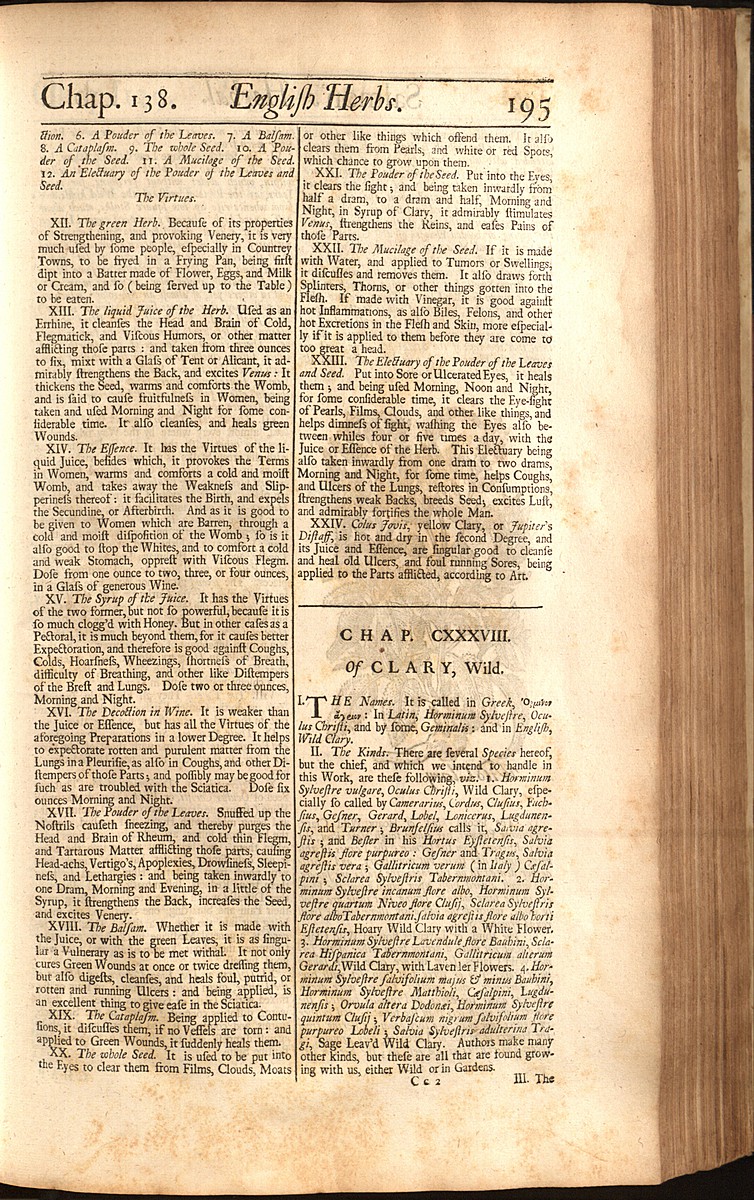 Chap. 138. Engliſh Herbs. 195
ction. 6. A Pouder of the Leaves. 7. A Balſam.
8. A Cataplaſm. 9. The whole Seed. 10. A Pou-
der of the Seed. 11. A Mucilage of the Seed.
12. An Electuary of the Pouder of the Leaves and
Seed.
The Virtues.
XII. The green Herb. Becauſe of its properties
of Strengthening, and provoking Venery, it is very
much uſed by ſome people, eſpecially in Countrey
Towns, to be fryed in a Frying Pan, being firſt
dipt into a Batter made of Flower, Eggs, and Milk
or Cream, and ſo (being ſerved up to the Table)
to be eaten.
XIII. The liquid Juice of the Herb. Uſed as an
Errhine, it cleanſes the Head and Brain of Cold,
Flegmatick, and Viſcous Humors, or other matter
afflicting thoſe parts : and taken from three ounces
to ſix, mixt with a Glaſs of Tent or Alicant, it ad-
mirably ſtrengthens the Back, and excites Venus : It
thickens the Seed, warms and comforts the Womb,
and is ſaid to cauſe fruitfulneſs in Women, being
taken and uſed Morning and Night for ſome con-
ſiderable time. It alſo cleanſes, and heals green
Wounds.
XIV. The Eſſence. It has the Virtues of the li-
quid Juice, beſides which, it provokes the Terms
in Women, warms and comforts a cold and moiſt
Womb, and takes away the Weakneſs and Slip-
perineſs thereof : it facilitates the Birth, and expels
the Secundine, or Afterbirth. And as it is good to
be given to Women which are Barren, through a
cold and moiſt diſpoſition of the Womb ; ſo is it
alſo good to ſtop the Whites, and to comfort a cold
and weak Stomach, oppreſt with Viſcous Flegm.
Doſe from one ounce to two, three, or four ounces,
in a Glaſs of generous Wine.
XV. The Syrup of the Juice. It has the Virtues
of the two former, but not ſo powerful, becauſe it is
ſo much clogg'd with Honey. But in other caſes as a
Pectoral, it is much beyond them, for it cauſes better
Expectoration, and therefore is good againſt Coughs,
Colds, Hoarſneſs, Wheezings, ſhortneſs of Breath,
difficulty of Breathing, and other like Diſtempers
of the Breſt and Lungs. Doſe two or three ounces,
Morning and Night.
XVI. The Decoction in Wine. It is weaker than
the Juice or Eſſence, but has all the Virtues of the
aforegoing Preparations in a lower Degree. It helps
to expectorate rotten and purulent matter from the
Lungs in a Pleuriſie, as alſo in Coughs, and other Di-
ſtempers of thoſe Parts ; and poſſibly may be good for
ſuch as are troubled with the Sciatica. Doſe ſix
ounces Morning and Night.
XVII. The Pouder of the Leaves. Snuffed up the
Noſtrils cauſeth ſneezing, and thereby purges the
Head and Brain of Rheum, and cold thin Flegm,
and Tartarous Matter afflicting thoſe parts, cauſing
Head-achs, Vertigo's, Apoplexies, Drowſineſs, Sleepi-
neſs, and Lethargies : and being taken inwardly to
one Dram, Morning and Evening, in a little of the
Syrup, it ſtrengthens the Back, increaſes the Seed,
and excites Venery.
XVIII. The Balſam. Whether it is made with
the Juice, or with the green Leaves, it is as ſingu-
lar a Vulnerary as is to be met withal. It not only
cures Green Wounds at once or twice dreſſing them,
but alſo digeſts, cleanſes, and heals foul, putrid, or
rotten and running Ulcers : and being applied, is
an excellent thing to give eaſe in the Sciatica.
XIX. The Cataplaſm. Being applied to Contu-
ſions, it diſcuſſes them, if no Veſſels are torn : and
applied to Green Wounds, it ſuddenly heals them.
XX. The whole Seed. It is uſed to be put into
the Eyes to clear them from Films, Clouds, Moats
or other like things which offend them. It alſo
clears them from Pearls, and white or red Spots,
which chance to grow upon them.
XXI. The Pouder of the Seed. Put into the Eyes,
it clears the ſight ; and being taken inwardly from
half a dram, to a dram and half, Morning and
Night, in Syrup of Clary, it admirably ſtimulates
Venus, ſtrengthens the Reins, and eaſes Pains of
thoſe Parts.
XXII. The Mucilage of the Seed. If it is made
with Water, and applied to Tumors or Swellings,
it diſcuſſes and removes them. It alſo draws forth
Splinters, Thorns, or other things gotten into the
Fleſh. If made with Vinegar, it is good againſt
hot Inflammations, as alſo Biles, Felons, and other
hot Excretions in the Fleſh and Skin, more eſpecial-
ly if it is applied to them before they are come to
too great a head.
XXIII. The Electuary of the Pouder of the Leaves
and Seed. Put into Sore or Ulcerated Eyes, it heals
them ; and being uſed Morning, Noon and Night,
for ſome conſiderable time, it clears the Eye-ſight
of Pearls, Films, Clouds, and other like things, and
helps dimneſs of ſight, waſhing the Eyes alſo be-
tween whiles four or five times a day, with the
Juice or Eſſence of the Herb. This Electuary being
alſo taken inwardly from one dram to two drams,
Morning and Night, for ſome time, helps Coughs,
and Ulcers of the Lungs, reſtores in Conſumptions,
ſtrengthens weak Backs, breeds Seed, excites Luſt,
and admirably fortifies the whole Man.
XXIV. Colus Jovis, yellow Clary, or Jupiter's
Diſtaff, is hot and dry in the ſecond Degree, and
its Juice and Eſſence, are ſingular good to cleanſe
and heal old Ulcers, and foul running Sores, being
applied to the Parts afflicted, according to Art.
CHAP. CXXXVIII.
Of CLARY, Wild.
I. THE Names. It is called in Greek,
: In Latin, Horminum Sylveſtre, Ocu-
lus Chriſti, and by ſome, Geminalis : and in Engliſh,
Wild Clary.
II. The Kinds. There are ſeveral Species hereof,
but the chief, and which we intend to handle in
this Work, are theſe following, viz. 1. Horminum
Sylveſtre vulgare, Oculus Chriſti, Wild Clary, eſpe-
cially ſo called by Camerarius, Cordus, Cluſius, Fuch-
ſius, Geſner, Gerard, Lobel, Lonicerus, Lugdunen-
ſis, and Turner ; Brunfelſius calls it, Salvia agre-
ſtis ; and Beſler in his Hortus Eyſtetenſis, Salvia
agreſtis flore purpureo : Geſner and Tragus, Salvia
agreſtis vera ; Gallitricum verum (in Italy) Cæſal-
pini ; Sclarea Sylveſtris Tabernmontani. 2. Hor-
minum Sylveſtre incanum flore albo, Horminum Syl-
veſtre quartum Niveo flore Cluſij, Sclarea Sylveſtris
flore albo Tabernmontani, ſalvia agreſtis flore albo horti
Eſtetenſis, Hoary Wild Clary with a White Flower.
3. Horminum Sylveſtre Lavendulæ flore Bauhini, Scla-
rea Hiſpanica Tabernmontani, Gallitricum alterum
Gerardi, Wild Clary, with Lavender Flowers. 4. Hor-
minum Sylveſtre ſalvifolium majus & minus Bauhini,
Horminum Sylveſtre Matthioli, Cæſalpini, Lugdu-
nenſis ; Orvala altera Dodonæi, Horminum Sylveſtre
quintum Cluſij ; Verbaſcum nigrum ſalvifolium flore
purpureo Lobeli ; Salvia Sylveſtris adulterina Tra-
gi, Sage Leav'd Wild Clary. Authors make many
other kinds, but theſe are all that are found grow-
ing with us, either Wild or in Gardens.
Cc 2 III. The